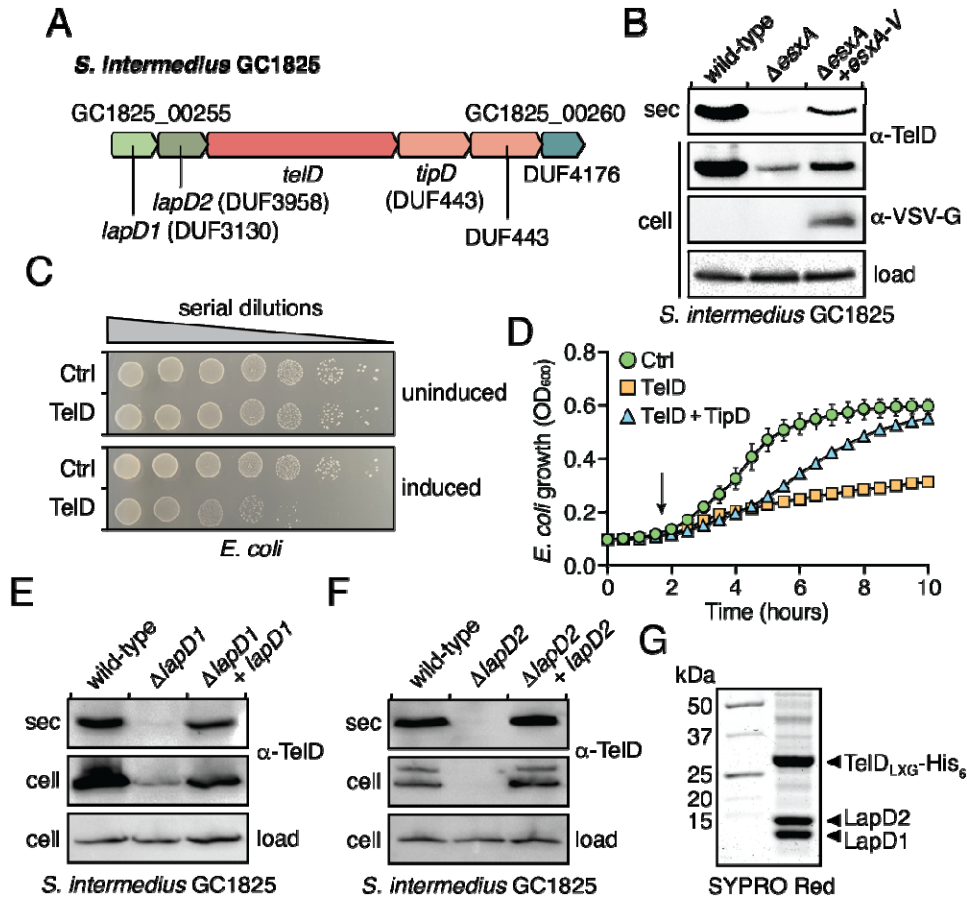 A
S. intermedius GC1825
GC1825_00255
GC1825_00260
telD
tipD
(DUF443)
DUF4176
lapD2 (DUF3958)
lapD1 (DUF3130)
DUF443
B
wild-type
ΔesxA
ΔesxA
+esxA-V
sec
α-TelD
cell
α-VSV-G
load
S. intermedius GC1825
C
serial dilutions
Ctrl
TelD
uninduced
Ctrl
TelD
induced
E. coli
D
E. coli growth (OD600)
0.8
0.6
0.4
0.2
0.0
Ctrl
TelD
TelD + TipD
0 2 4 6 8 10
Time (hours)
E
wild-type
ΔlapD1
ΔlapD1
+ lapD1
sec
α-TelD
cell
cell
load
S. intermedius GC1825
F
wild-type
ΔlapD2
ΔlapD2
+ lapD2
sec
α-TelD
cell
cell
load
S. intermedius GC1825
G
kDa
50
37
25
20
15
TelDLXG-His6
LapD2
LapD1
SYPRO Red